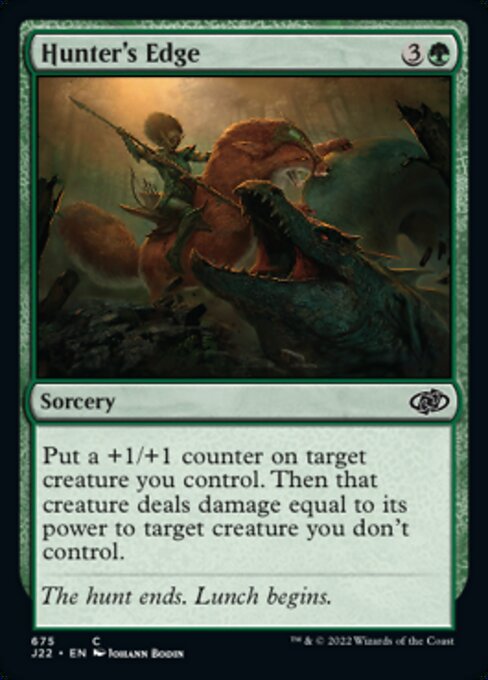 Hunter's Edge 3
Sorcery
Put a +1/+1 counter on target
creature you control. Then that
creature deals damage equal to its
power to target creature you don't
control.
The hunt ends. Lunch begins.
675 C
J22 • EN Johann Bodin
™ & © 2022 Wizards of the Coast